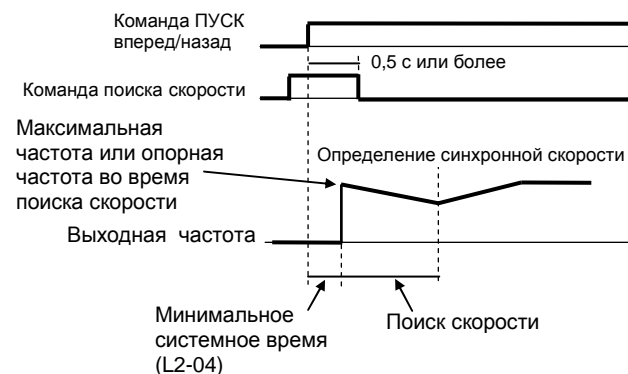 Команда ПУСК
вперед/назад
0,5 с или более
Команда поиска скорости
Максимальная
частота или опорная
частота во время
поиска скорости
Определение синхронной скорости
Выходная частота
Минимальное
системное время
(L2-04)
Поиск скорости